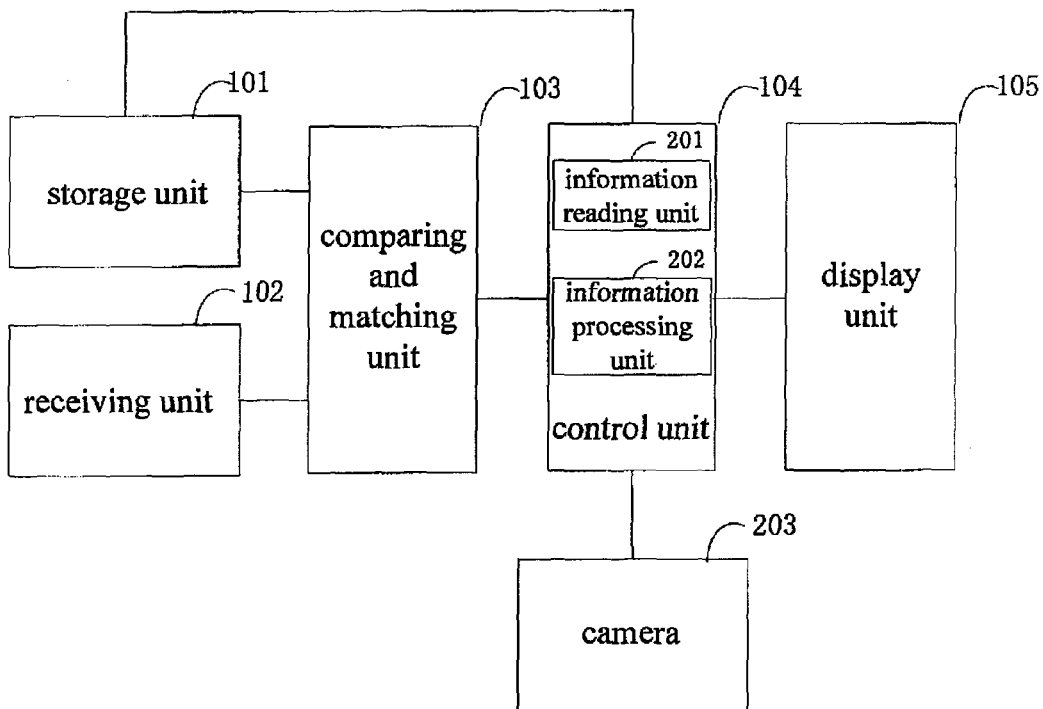 101
storage unit
102
receiving unit
103
comparing
and
matching
unit
104
201
information
reading unit
202
information
processing
unit
control unit
105
display
unit
203
camera